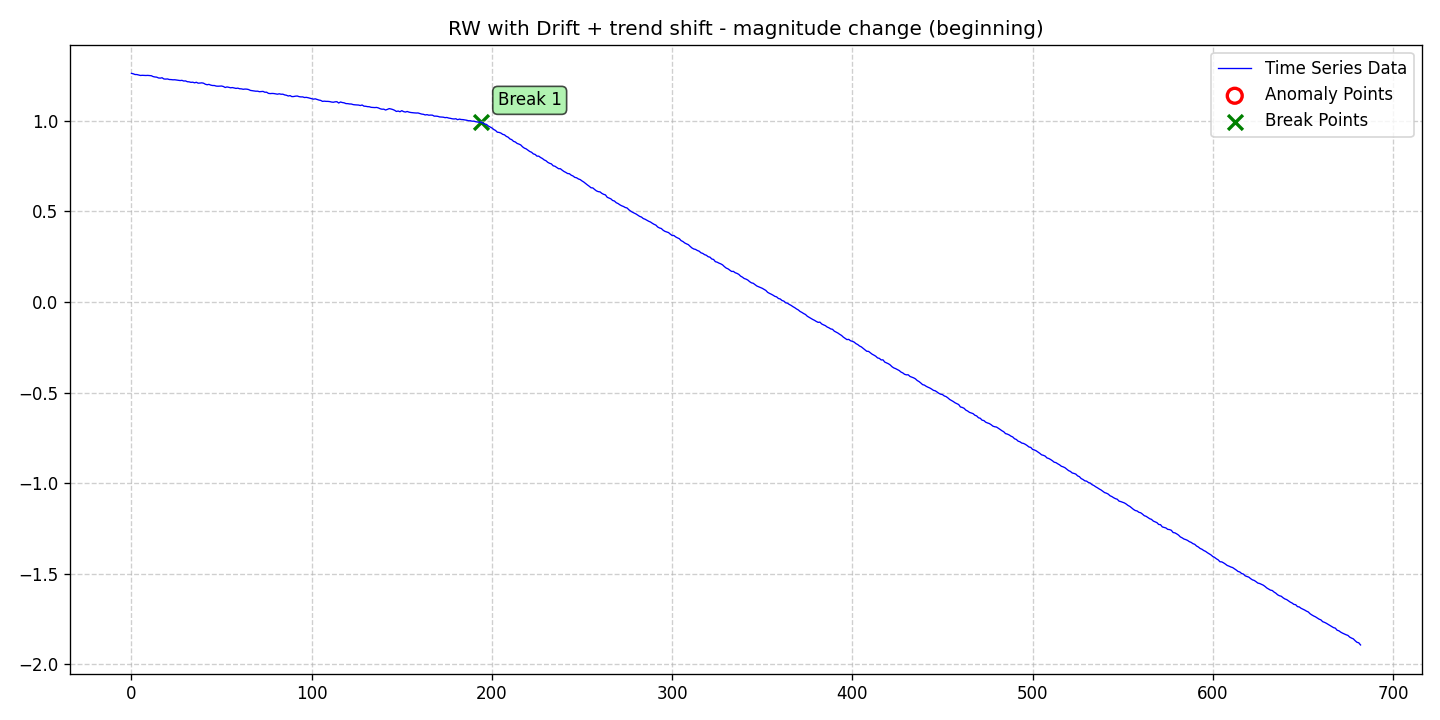 RW with Drift + trend shift - magnitude change (beginning)
Time Series Data
Anomaly Points
Break Points
Break 1
1.0
0.5
0.0
−0.5
−1.0
−1.5
−2.0
0 100 200 300 400 500 600 700